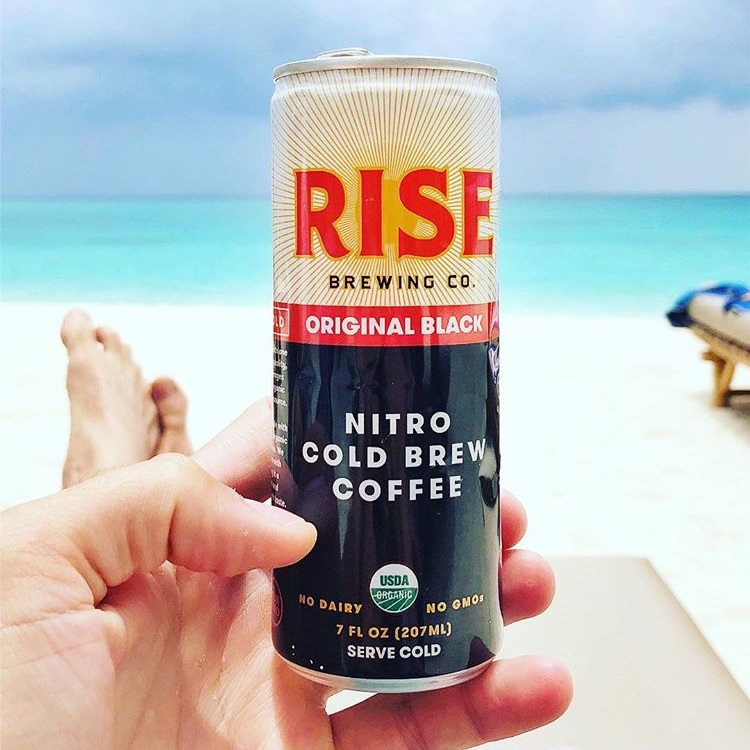 RISE
BREWING CO.
ORIGINAL BLACK
NITRO
COLD BREW
COFFEE
USDA
ORGANIC
NO DAIRY
NO GMOs
7 FL OZ (207ML)
SERVE COLD